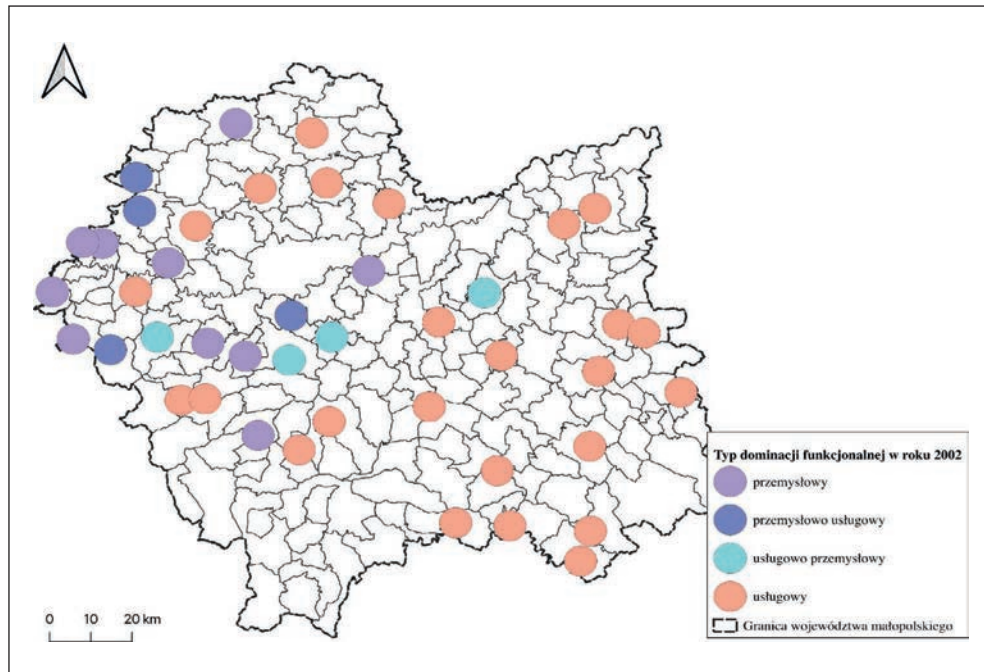 Typ dominacji funkcjonalnej w roku 2002
przemysłowy
przemysłowo usługowy
usługowo przemysłowy
usługowy
Granica województwa małopolskiego
0 10 20 km